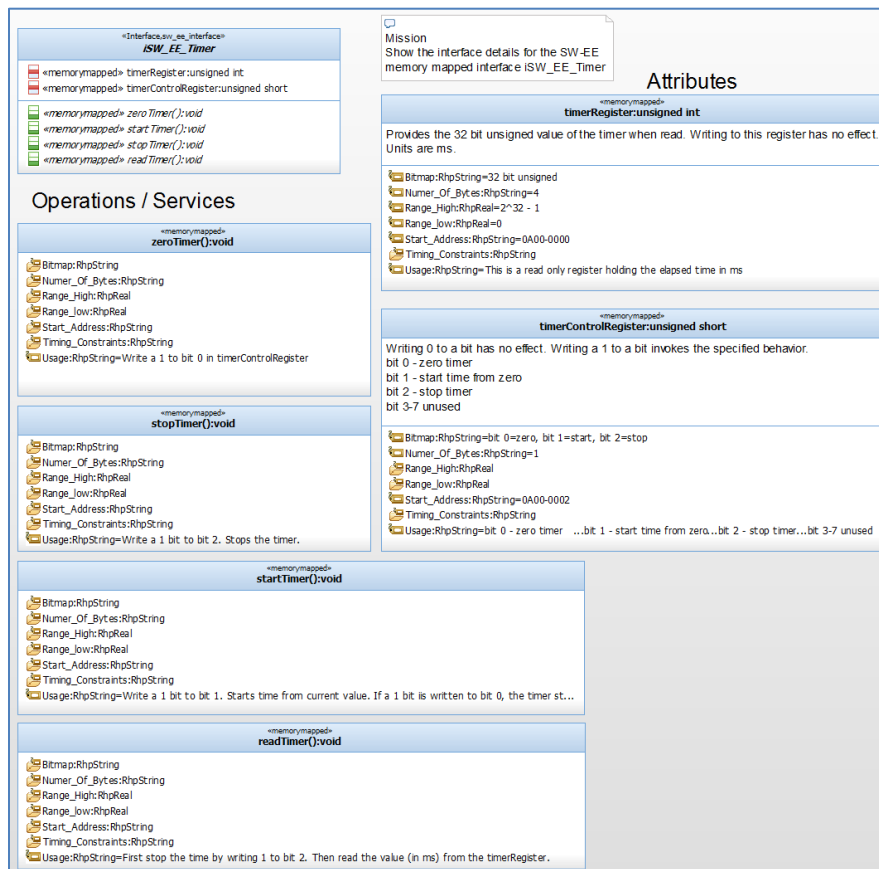 «Interface,sw_ee_interface»
iSW_EE_Timer
«memorymapped» timerRegister:unsigned int
«memorymapped» timerControlRegister:unsigned short
«memorymapped» zeroTimer():void
«memorymapped» startTimer():void
«memorymapped» stopTimer():void
«memorymapped» readTimer():void
Mission
Show the interface details for the SW-EE
memory mapped interface iSW_EE_Timer
Attributes
«memorymapped»
timerRegister:unsigned int
Provides the 32 bit unsigned value of the timer when read. Writing to this register has no effect.
Units are ms.
Bitmap:RhpString=32 bit unsigned
Numer_Of_Bytes:RhpString=4
Range_High:RhpReal=2^32 - 1
Range_low:RhpReal=0
Start_Address:RhpString=0A00-0000
Timing_Constraints:RhpString
Usage:RhpString=This is a read only register holding the elapsed time in ms
Operations / Services
«memorymapped»
zeroTimer():void
Bitmap:RhpString
Numer_Of_Bytes:RhpString
Range_High:RhpReal
Range_low:RhpReal
Start_Address:RhpString
Timing_Constraints:RhpString
Usage:RhpString=Write a 1 to bit 0 in timerControlRegister
«memorymapped»
timerControlRegister:unsigned short
Writing 0 to a bit has no effect. Writing a 1 to a bit invokes the specified behavior.
bit 0 - zero timer
bit 1 - start time from zero
bit 2 - stop timer
bit 3-7 unused
Bitmap:RhpString=bit 0=zero, bit 1=start, bit 2=stop
Numer_Of_Bytes:RhpString=1
Range_High:RhpReal
Range_low:RhpReal
Start_Address:RhpString=0A00-0002
Timing_Constraints:RhpString
Usage:RhpString=bit 0 - zero timer ...bit 1 - start time from zero...bit 2 - stop timer...bit 3-7 unused
«memorymapped»
stopTimer():void
Bitmap:RhpString
Numer_Of_Bytes:RhpString
Range_High:RhpReal
Range_low:RhpReal
Start_Address:RhpString
Timing_Constraints:RhpString
Usage:RhpString=Write a 1 bit to bit 2. Stops the timer.
«memorymapped»
startTimer():void
Bitmap:RhpString
Numer_Of_Bytes:RhpString
Range_High:RhpReal
Range_low:RhpReal
Start_Address:RhpString
Timing_Constraints:RhpString
Usage:RhpString=Write a 1 bit to bit 1. Starts time from current value. If a 1 bit iis written to bit 0, the timer st...
«memorymapped»
readTimer():void
Bitmap:RhpString
Numer_Of_Bytes:RhpString
Range_High:RhpReal
Range_low:RhpReal
Start_Address:RhpString
Timing_Constraints:RhpString
Usage:RhpString=First stop the time by writing 1 to bit 2. Then read the value (in ms) from the timerRegister.